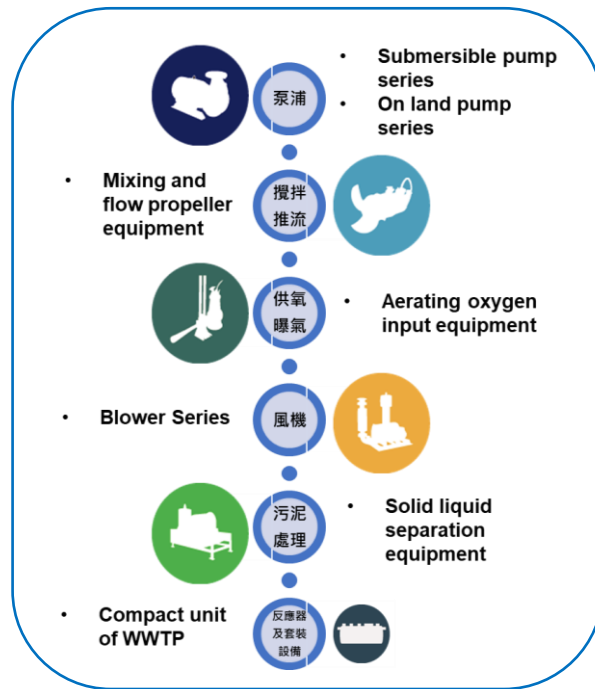 泵浦
• Submersible pump
series
• On land pump
series
• Mixing and
flow propeller
equipment
攪拌
推流
供氧
曝氣
• Aerating oxygen
input equipment
• Blower Series
風機
污泥
處理
• Solid liquid
separation
equipment
• Compact unit
of WWTP
反應器
及套裝
設備